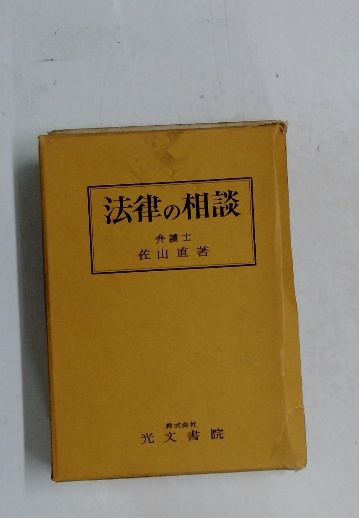 法律の相談
弁護士
佐山直著
株式会社
光文書院